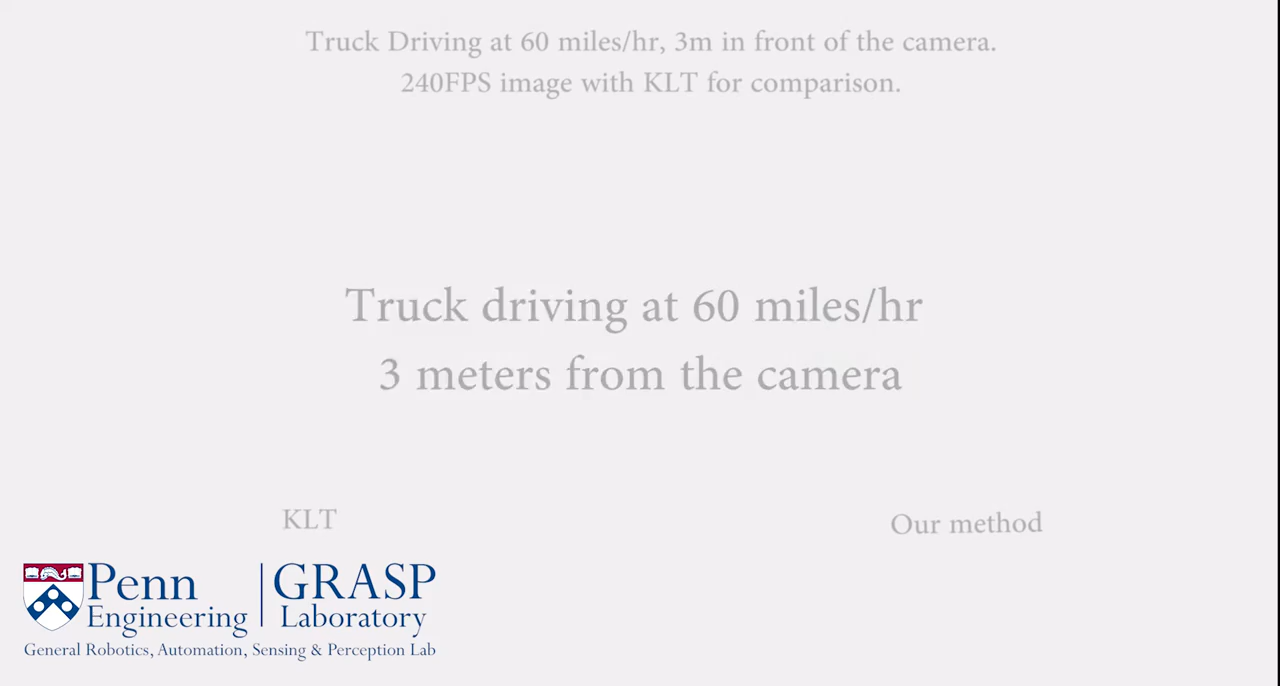 Truck Driving at 60 miles/hr, 3m in front of the camera.
240FPS image with KLT for comparison.
Truck driving at 60 miles/hr
3 meters from the camera
KLT
Our method
Penn
Engineering
GRASP
Laboratory
General Robotics, Automation, Sensing & Perception Lab